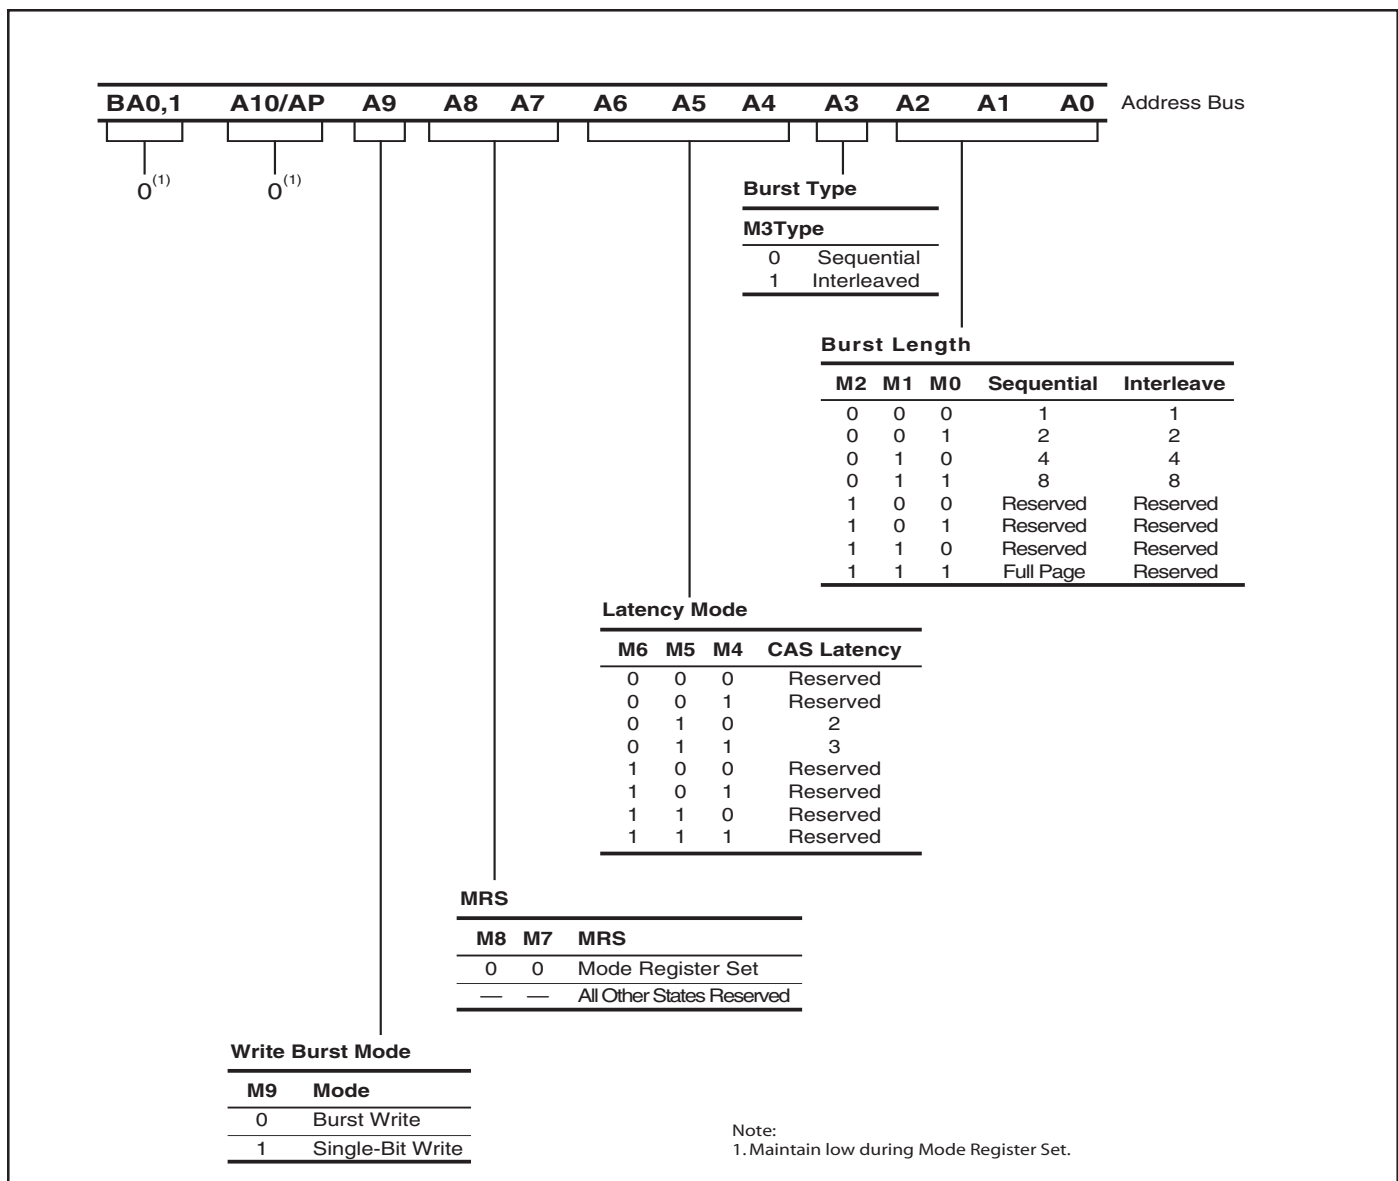 BA0,1 A10/AP A9 A8 A7 A6 A5 A4 A3 A2 A1 A0 Address Bus
0(1) 0(1)
Burst Type
M3Type
0 Sequential
1 Interleaved
Burst Length
M2 M1 M0 Sequential Interleave
0 0 0 1 1
0 0 1 2 2
0 1 0 4 4
0 1 1 8 8
1 0 0 Reserved Reserved
1 0 1 Reserved Reserved
1 1 0 Reserved Reserved
1 1 1 Full Page Reserved
Latency Mode
M6 M5 M4 CAS Latency
0 0 0 Reserved
0 0 1 Reserved
0 1 0 2
0 1 1 3
1 0 0 Reserved
1 0 1 Reserved
1 1 0 Reserved
1 1 1 Reserved
MRS
M8 M7 MRS
0 0 Mode Register Set
— — All Other States Reserved
Write Burst Mode
M9 Mode
0 Burst Write
1 Single-Bit Write
Note:
1. Maintain low during Mode Register Set.